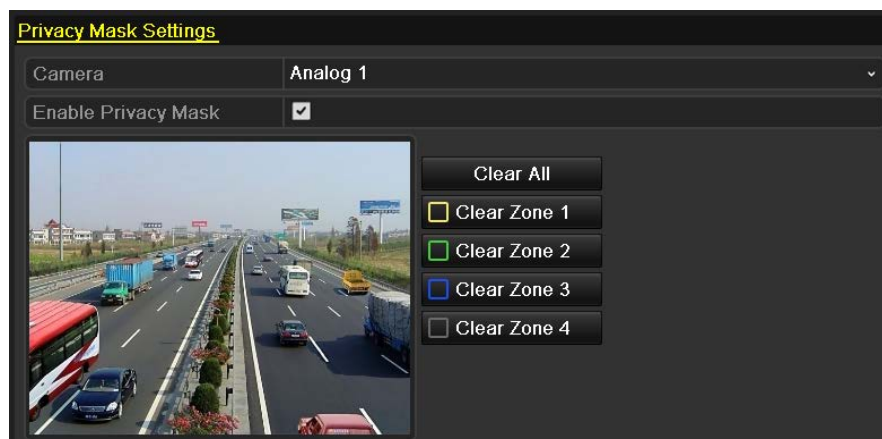 Privacy Mask Settings
Camera Analog 1
Enable Privacy Mask
Clear All
Clear Zone 1
Clear Zone 2
Clear Zone 3
Clear Zone 4